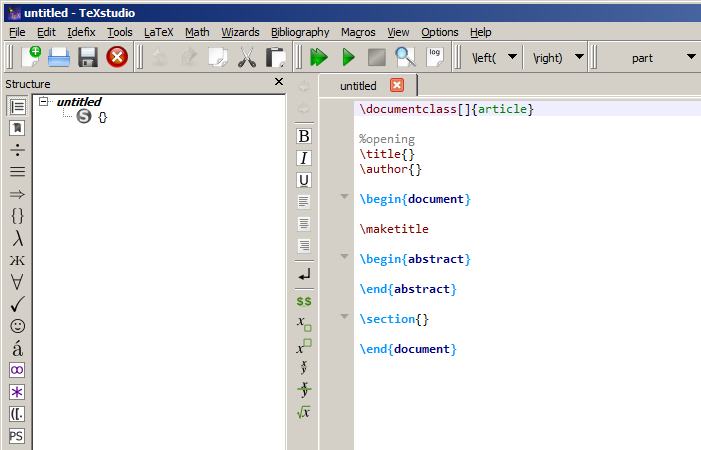 untitled - TeXstudio
File Edit Idefix Tools LaTeX Math Wizards Bibliography Macros View Options Help
log \left( \right) part
Structure
untitled
untitled
S {}
\documentclass[]{article}
%opening
\title{}
\author{}
\begin{document}
\maketitle
\begin{abstract}
\end{abstract}
\section{}
\end{document}
B
I
U
$$
x
x
x
y
x
y
√x
÷
{}
λ
ж
∀
á
([.
PS